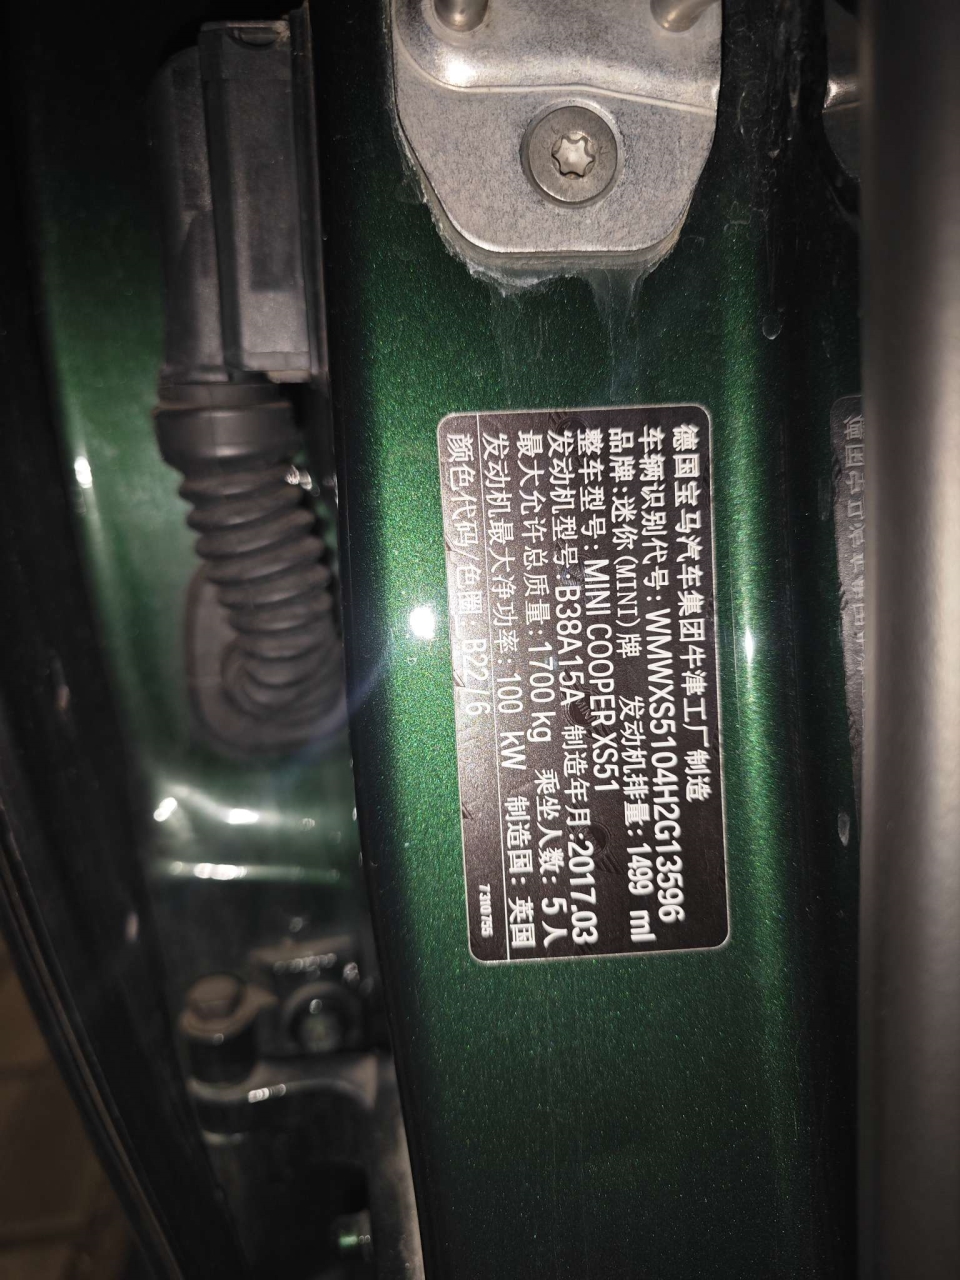 德国宝马汽车集团牛津工厂制造
车辆识别代号: WMWXS5104H2G13596
品牌:迷你(MINI)牌 发动机排量: 1499 ml
整车型号: MINI COOPER XS51
发动机型号:B38A15A 制造年月:2017.03
最大允许总质量:1700 kg 乘坐人数: 5 人
发动机最大净功率: 100 kW 制造国: 英国
颜色代码/色圈: B22/6 7310755